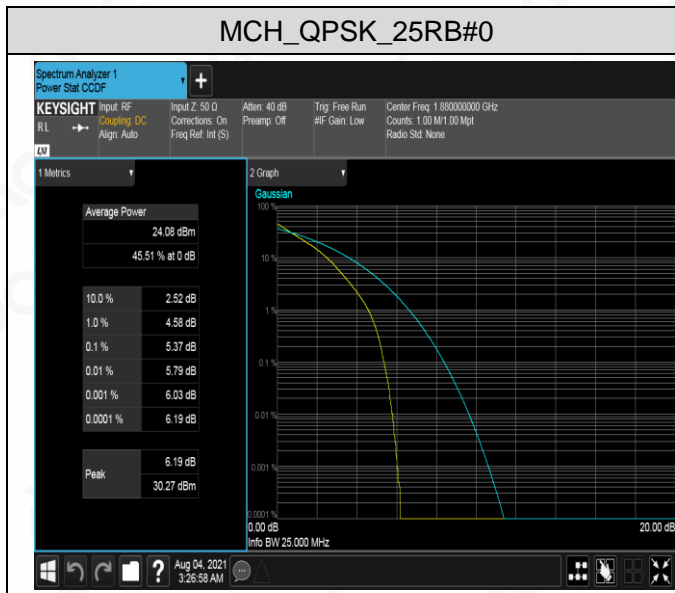 MCH_QPSK_25RB#0
Spectrum Analyzer 1
Power Stat CCDF
+
KEYSIGHT
RL
LXI
Input: RF
Coupling: DC
Align: Auto
Input Z: 50 Ω
Corrections: On
Freq Ref: Int (S)
Atten: 40 dB
Preamp: Off
Trig: Free Run
#IF Gain: Low
Center Freq: 1.880000000 GHz
Counts: 1.00 M/1.00 Mpt
Radio Std: None
1 Metrics
Average Power
24.08 dBm
45.51 % at 0 dB
10.0 % 2.52 dB
1.0 % 4.58 dB
0.1 % 5.37 dB
0.01 % 5.79 dB
0.001 % 6.03 dB
0.0001 % 6.19 dB
Peak
6.19 dB
30.27 dBm
2 Graph
Gaussian
100 %
10 %
1 %
0.1 %
0.01 %
0.001 %
0.0001 %
0.00 dB 20.00 dB
Info BW 25.000 MHz
?
Aug 04, 2021
3:26:58 AM